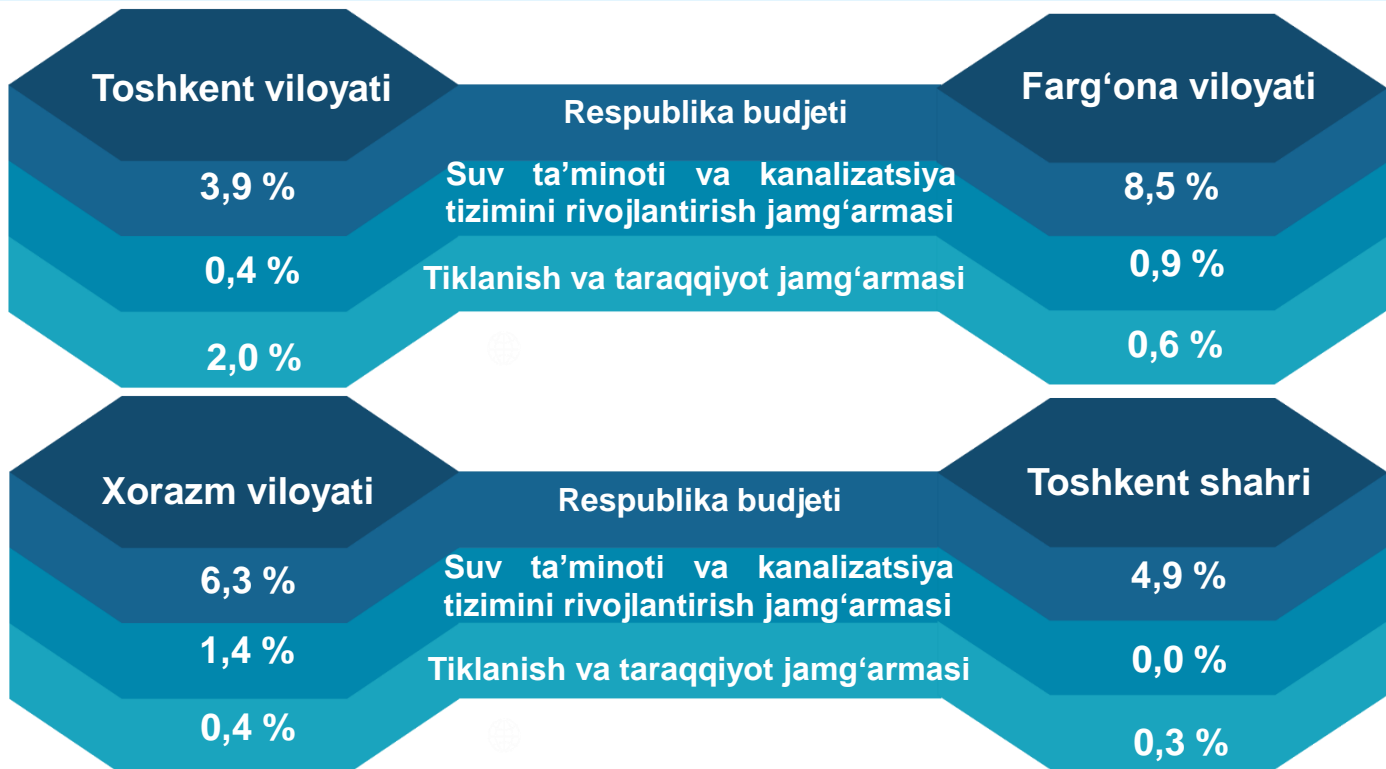 Toshkent viloyati
Respublika budjeti
Farg‘ona viloyati
3,9 %
Suv ta’minoti va kanalizatsiya
tizimini rivojlantirish jamg‘armasi
8,5 %
0,4 %
Tiklanish va taraqqiyot jamg‘armasi
0,9 %
2,0 %
0,6 %
Xorazm viloyati
Respublika budjeti
Toshkent shahri
6,3 %
Suv ta’minoti va kanalizatsiya
tizimini rivojlantirish jamg‘armasi
4,9 %
1,4 %
Tiklanish va taraqqiyot jamg‘armasi
0,0 %
0,4 %
0,3 %